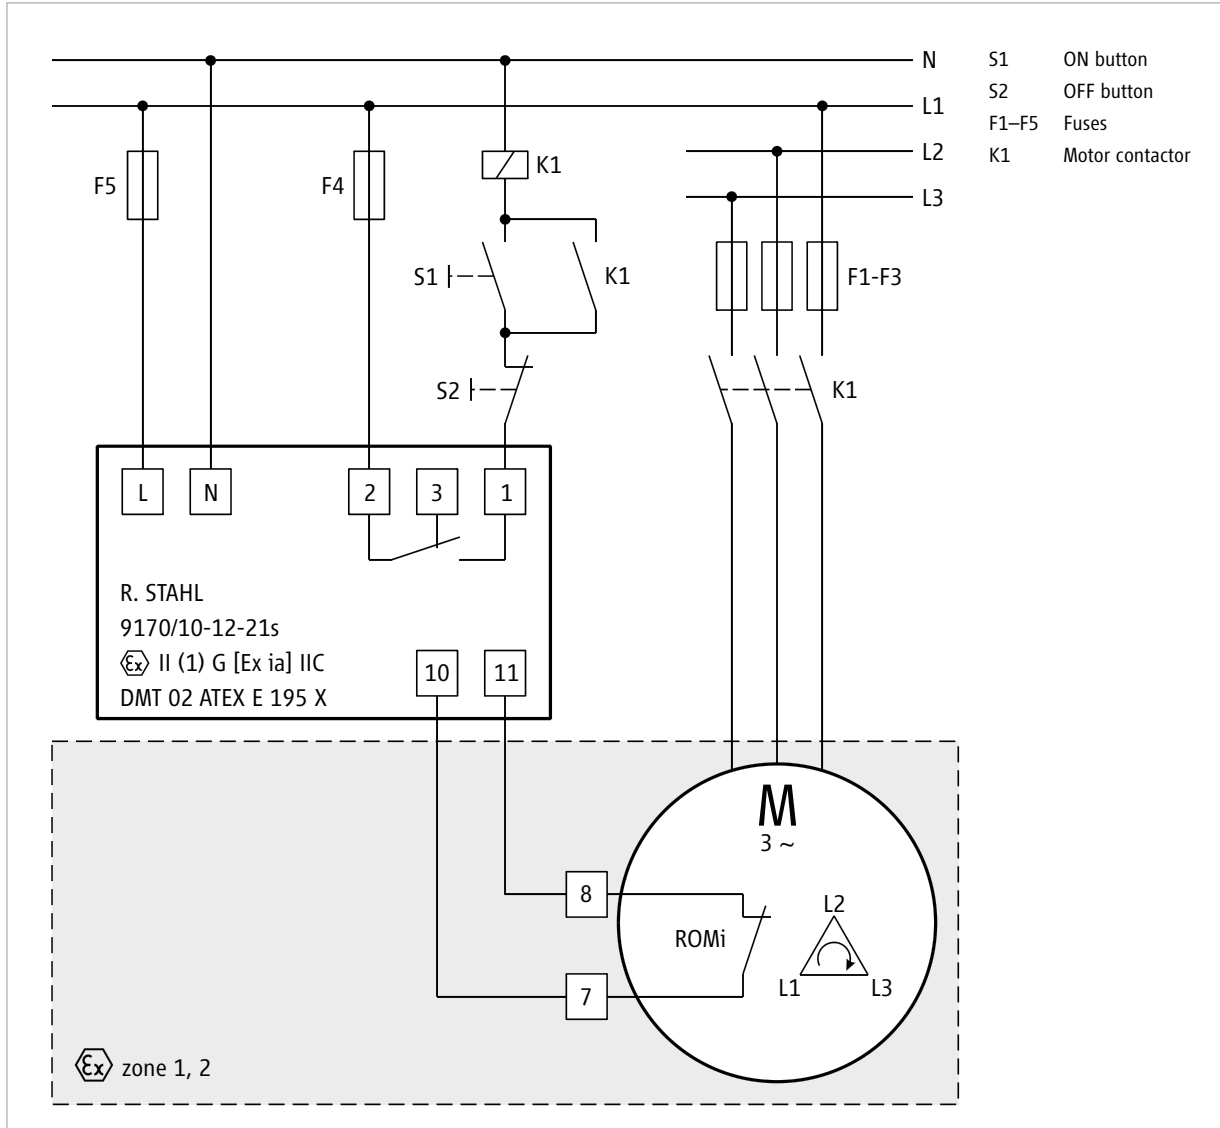 N
S1 ON button
L1
S2 OFF button
F1–F5 Fuses
L2
K1 Motor contactor
L3
F5
F4
K1
S1
K1
F1-F3
S2
K1
L
N
2
3
1
R. STAHL
9170/10-12-21s
Ex II (1) G [Ex ia] IIC
DMT 02 ATEX E 195 X
10
11
M
3 ~
8
ROMi
L2
L1
L3
7
Ex zone 1, 2